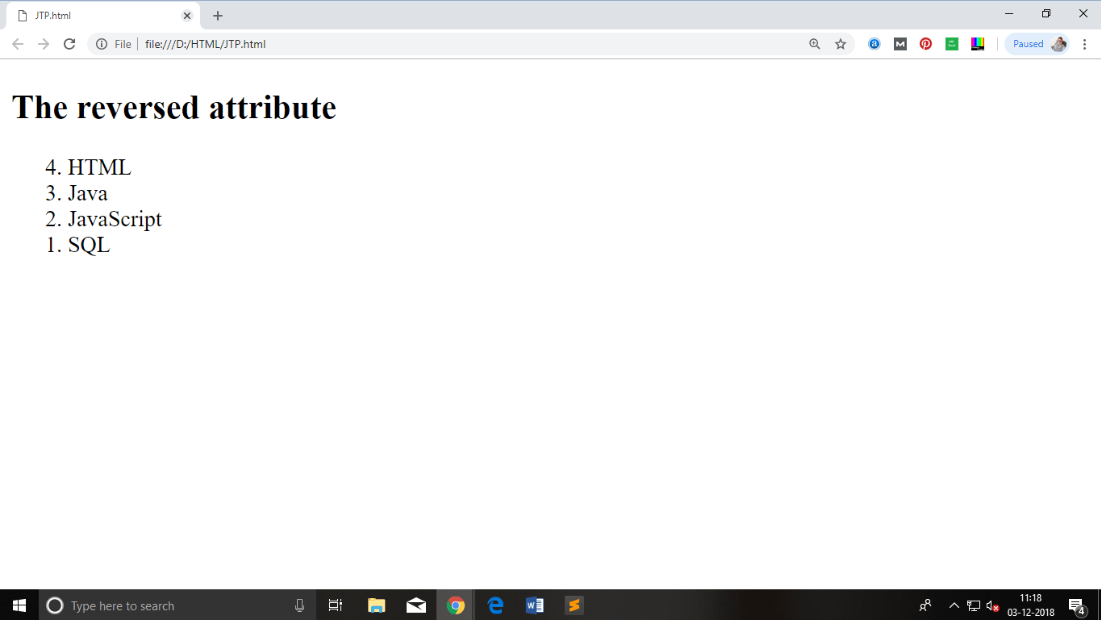 JTP.html
File file:///D:/HTML/JTP.html
Paused
The reversed attribute
4. HTML
3. Java
2. JavaScript
1. SQL
Type here to search
11:18
03-12-2018
4